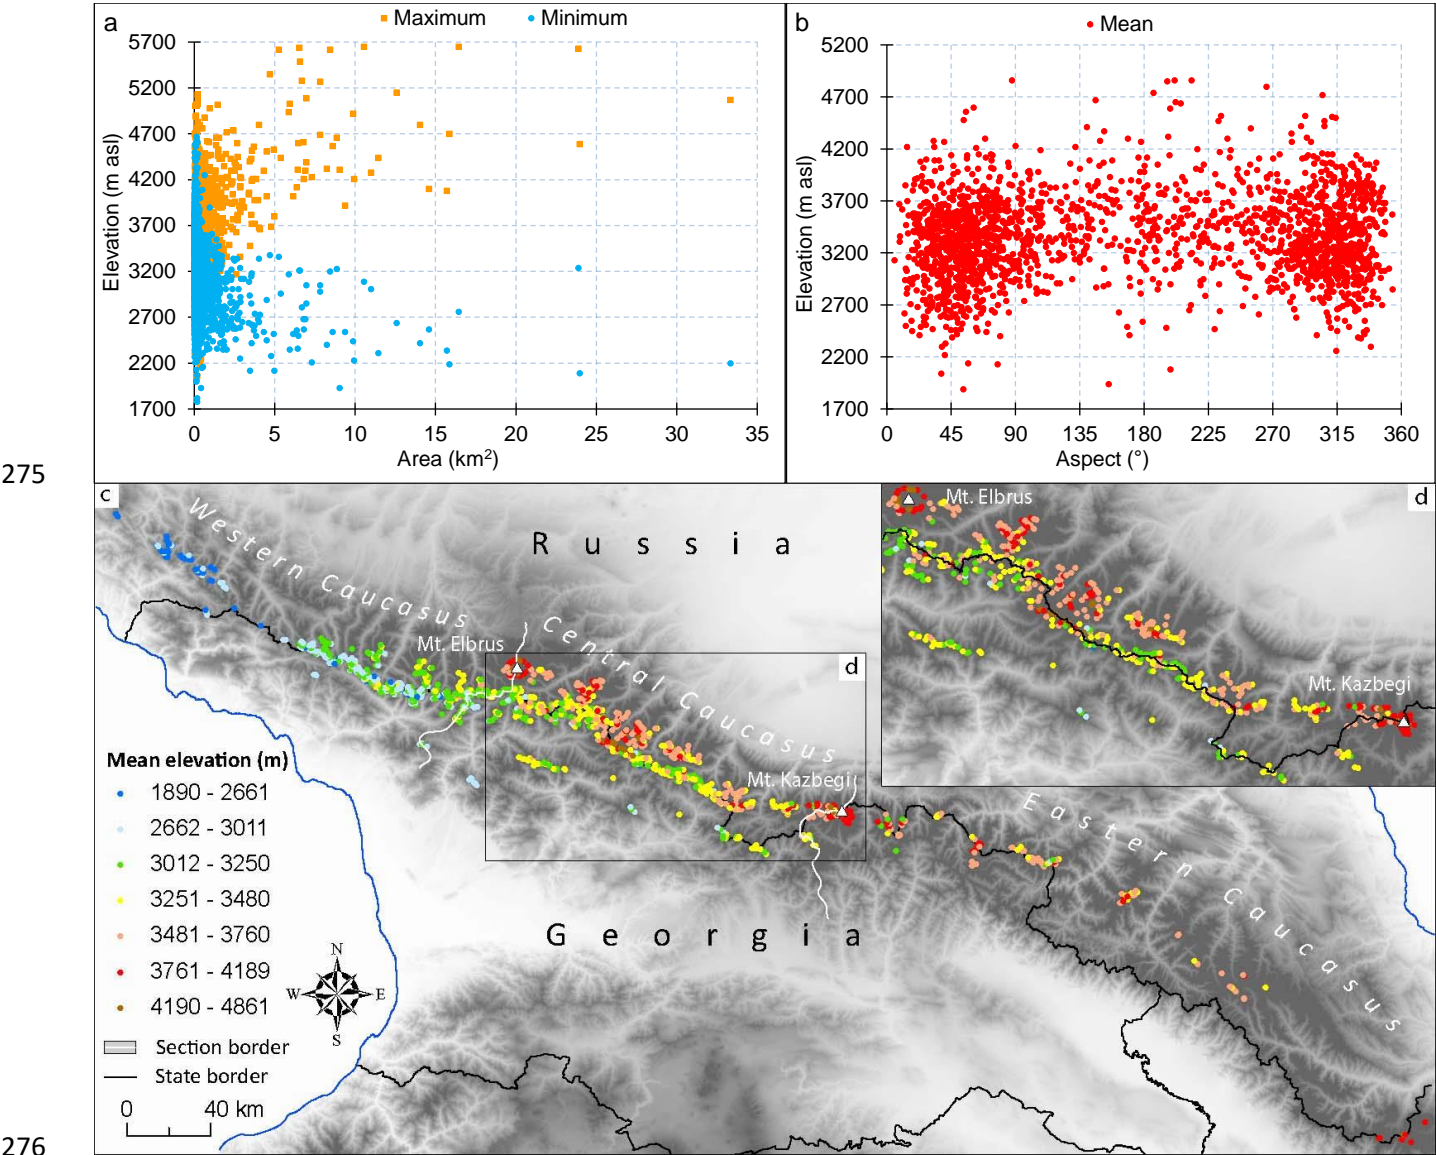 a
Maximum
Minimum
5700
5200
4700
4200
3700
3200
2700
2200
1700
Elevation (m asl)
0 5 10 15 20 25 30 35
Area (km²)
b
Mean
5200
4700
4200
3700
3200
2700
2200
1700
Elevation (m asl)
0 45 90 135 180 225 270 315 360
Aspect (°)
275
c
Western Caucasus
Russia
Mt. Elbrus
Central Caucasus
d
Mt. Kazbegi
Eastern Caucasus
Georgia
d
Mt. Elbrus
Mt. Kazbegi
Mean elevation (m)
1890 - 2661
2662 - 3011
3012 - 3250
3251 - 3480
3481 - 3760
3761 - 4189
4190 - 4861
Section border
State border
0 40 km
N
W E
S
276